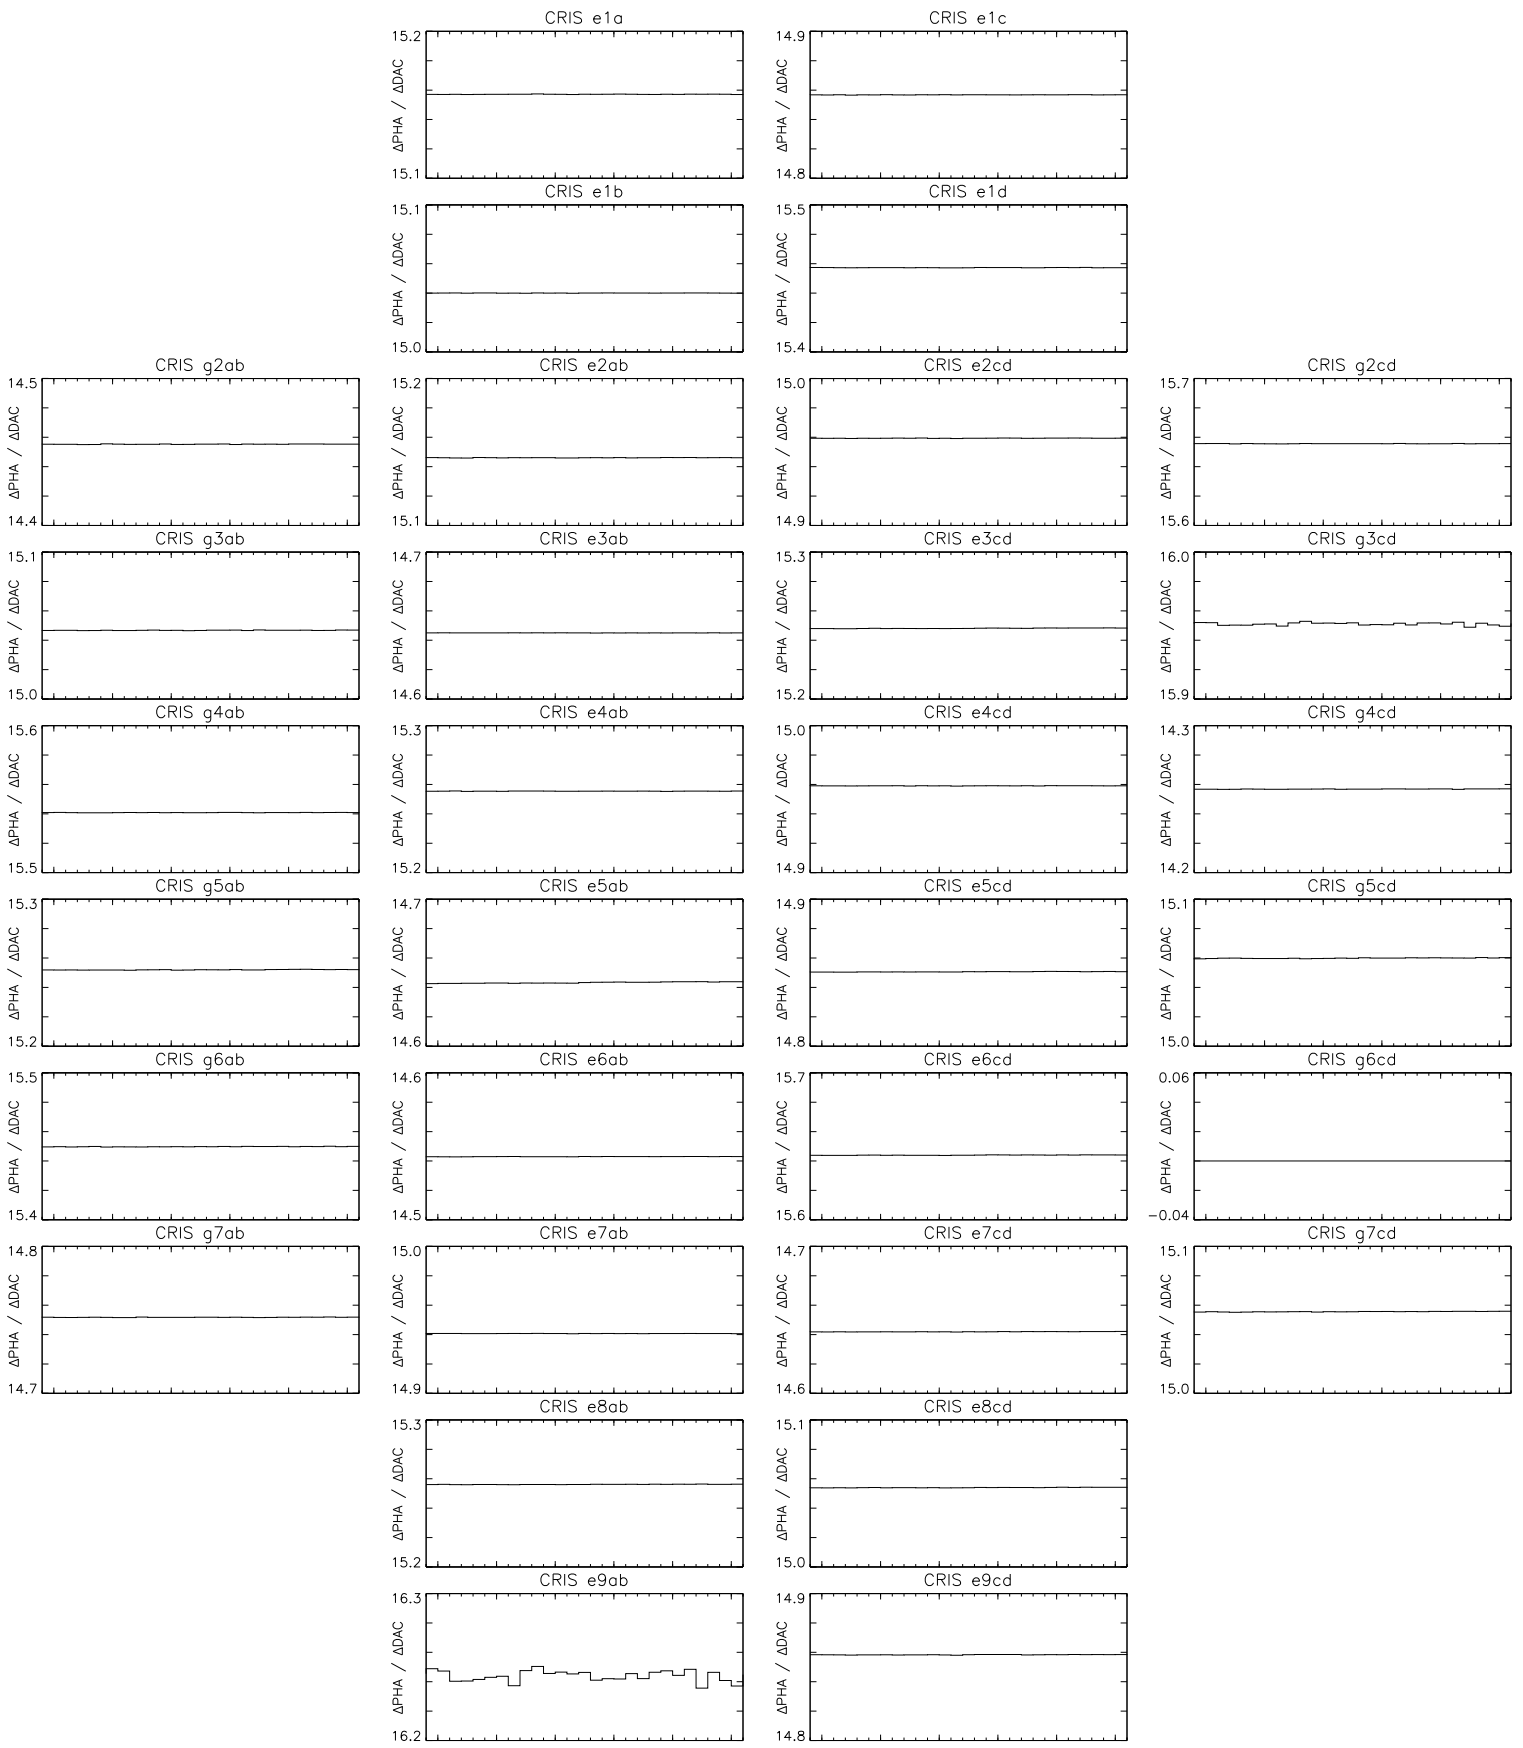 CRIS e1a
CRIS e1c
15.2
ΔPHA / ΔDAC
15.1
14.9
ΔPHA / ΔDAC
14.8
CRIS e1b
CRIS e1d
15.1
ΔPHA / ΔDAC
15.0
15.5
ΔPHA / ΔDAC
15.4
CRIS g2ab
CRIS e2ab
CRIS e2cd
CRIS g2cd
14.5
ΔPHA / ΔDAC
14.4
15.2
ΔPHA / ΔDAC
15.1
15.0
ΔPHA / ΔDAC
14.9
15.7
ΔPHA / ΔDAC
15.6
CRIS g3ab
CRIS e3ab
CRIS e3cd
CRIS g3cd
15.1
ΔPHA / ΔDAC
15.0
14.7
ΔPHA / ΔDAC
14.6
15.3
ΔPHA / ΔDAC
15.2
16.0
ΔPHA / ΔDAC
15.9
CRIS g4ab
CRIS e4ab
CRIS e4cd
CRIS g4cd
15.6
ΔPHA / ΔDAC
15.5
15.3
ΔPHA / ΔDAC
15.2
15.0
ΔPHA / ΔDAC
14.9
14.3
ΔPHA / ΔDAC
14.2
CRIS g5ab
CRIS e5ab
CRIS e5cd
CRIS g5cd
15.3
ΔPHA / ΔDAC
15.2
14.7
ΔPHA / ΔDAC
14.6
14.9
ΔPHA / ΔDAC
14.8
15.1
ΔPHA / ΔDAC
15.0
CRIS g6ab
CRIS e6ab
CRIS e6cd
CRIS g6cd
15.5
ΔPHA / ΔDAC
15.4
14.6
ΔPHA / ΔDAC
14.5
15.7
ΔPHA / ΔDAC
15.6
0.06
ΔPHA / ΔDAC
−0.04
CRIS g7ab
CRIS e7ab
CRIS e7cd
CRIS g7cd
14.8
ΔPHA / ΔDAC
14.7
15.0
ΔPHA / ΔDAC
14.9
14.7
ΔPHA / ΔDAC
14.6
15.1
ΔPHA / ΔDAC
15.0
CRIS e8ab
CRIS e8cd
15.3
ΔPHA / ΔDAC
15.2
15.1
ΔPHA / ΔDAC
15.0
CRIS e9ab
CRIS e9cd
16.3
ΔPHA / ΔDAC
16.2
14.9
ΔPHA / ΔDAC
14.8